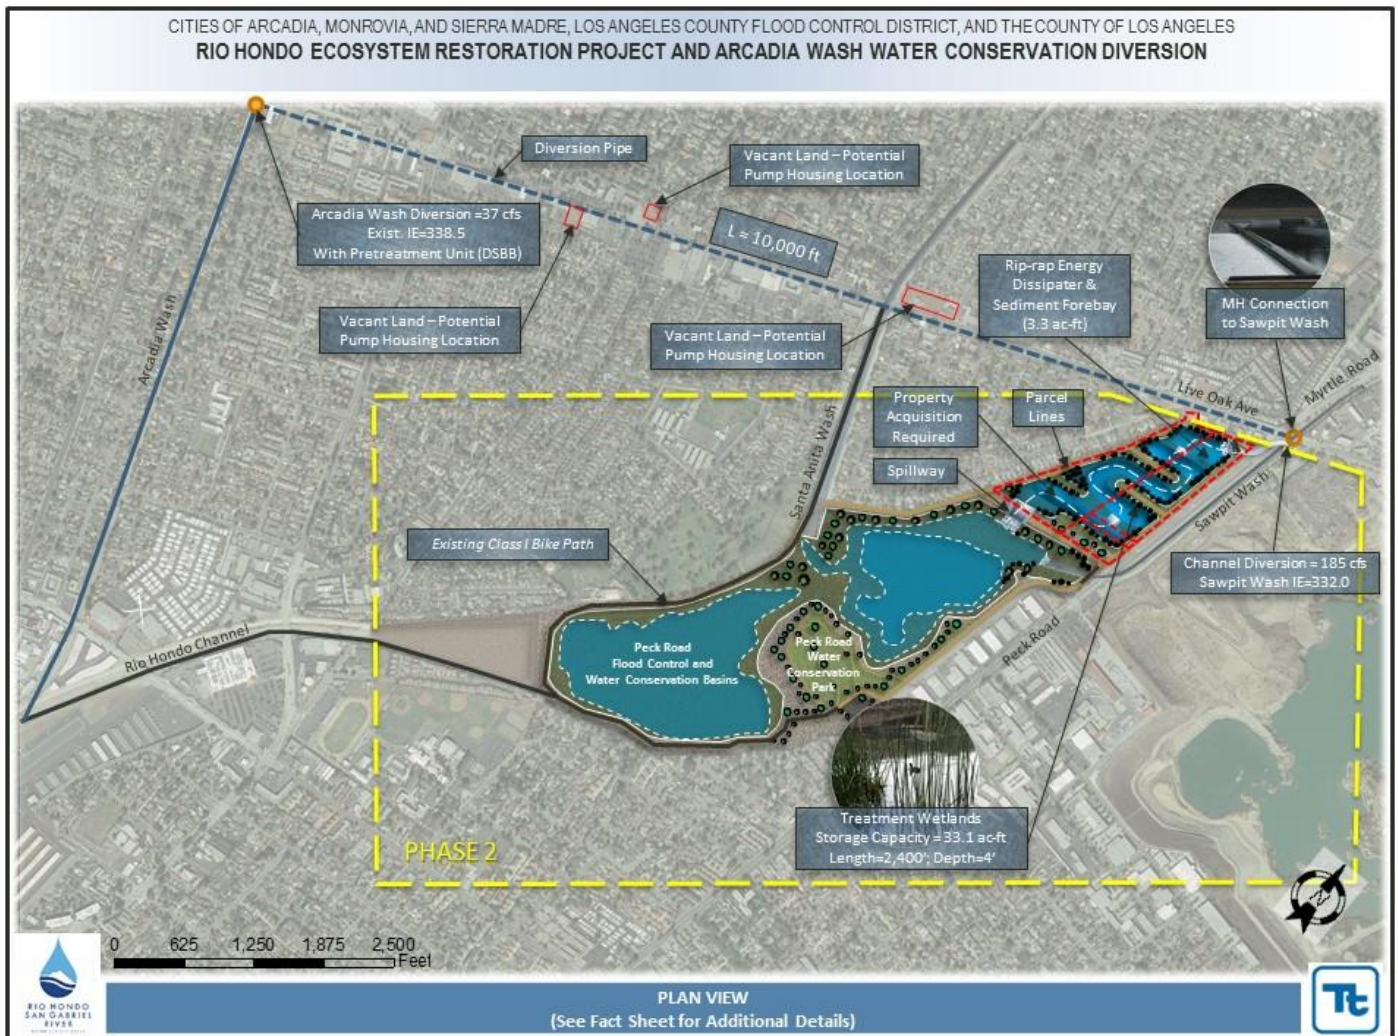 CITIES OF ARCADIA, MONROVIA, AND SIERRA MADRE, LOS ANGELES COUNTY FLOOD CONTROL DISTRICT, AND THE COUNTY OF LOS ANGELES
RIO HONDO ECOSYSTEM RESTORATION PROJECT AND ARCADIA WASH WATER CONSERVATION DIVERSION
Diversion Pipe
Vacant Land – Potential
Pump Housing Location
Arcadia Wash Diversion =37 cfs
Exist. IE=338.5
With Pretreatment Unit (DSBB)
L = 10,000 ft
Rip-rap Energy
Dissipater &
Sediment Forebay
(3.3 ac-ft)
MH Connection
to Sawpit Wash
Vacant Land – Potential
Pump Housing Location
Vacant Land – Potential
Pump Housing Location
Arcadia Wash
Santa Anita Wash
Property
Acquisition
Required
Parcel
Lines
Live Oak Ave
Myrtle Road
Spillway
Sawpit Wash
Existing Class I Bike Path
Channel Diversion = 185 cfs
Sawpit Wash IE=332.0
Rio Hondo Channel
Peck Road
Flood Control and
Water Conservation Basins
Peck Road
Water
Conservation
Park
Peck Road
Treatment Wetlands
Storage Capacity = 33.1 ac-ft
Length=2,400'; Depth=4'
PHASE 2
N
0 625 1,250 1,875 2,500
Feet
RIO HONDO
SAN GABRIEL
RIVER
PLAN VIEW
(See Fact Sheet for Additional Details)
Tt